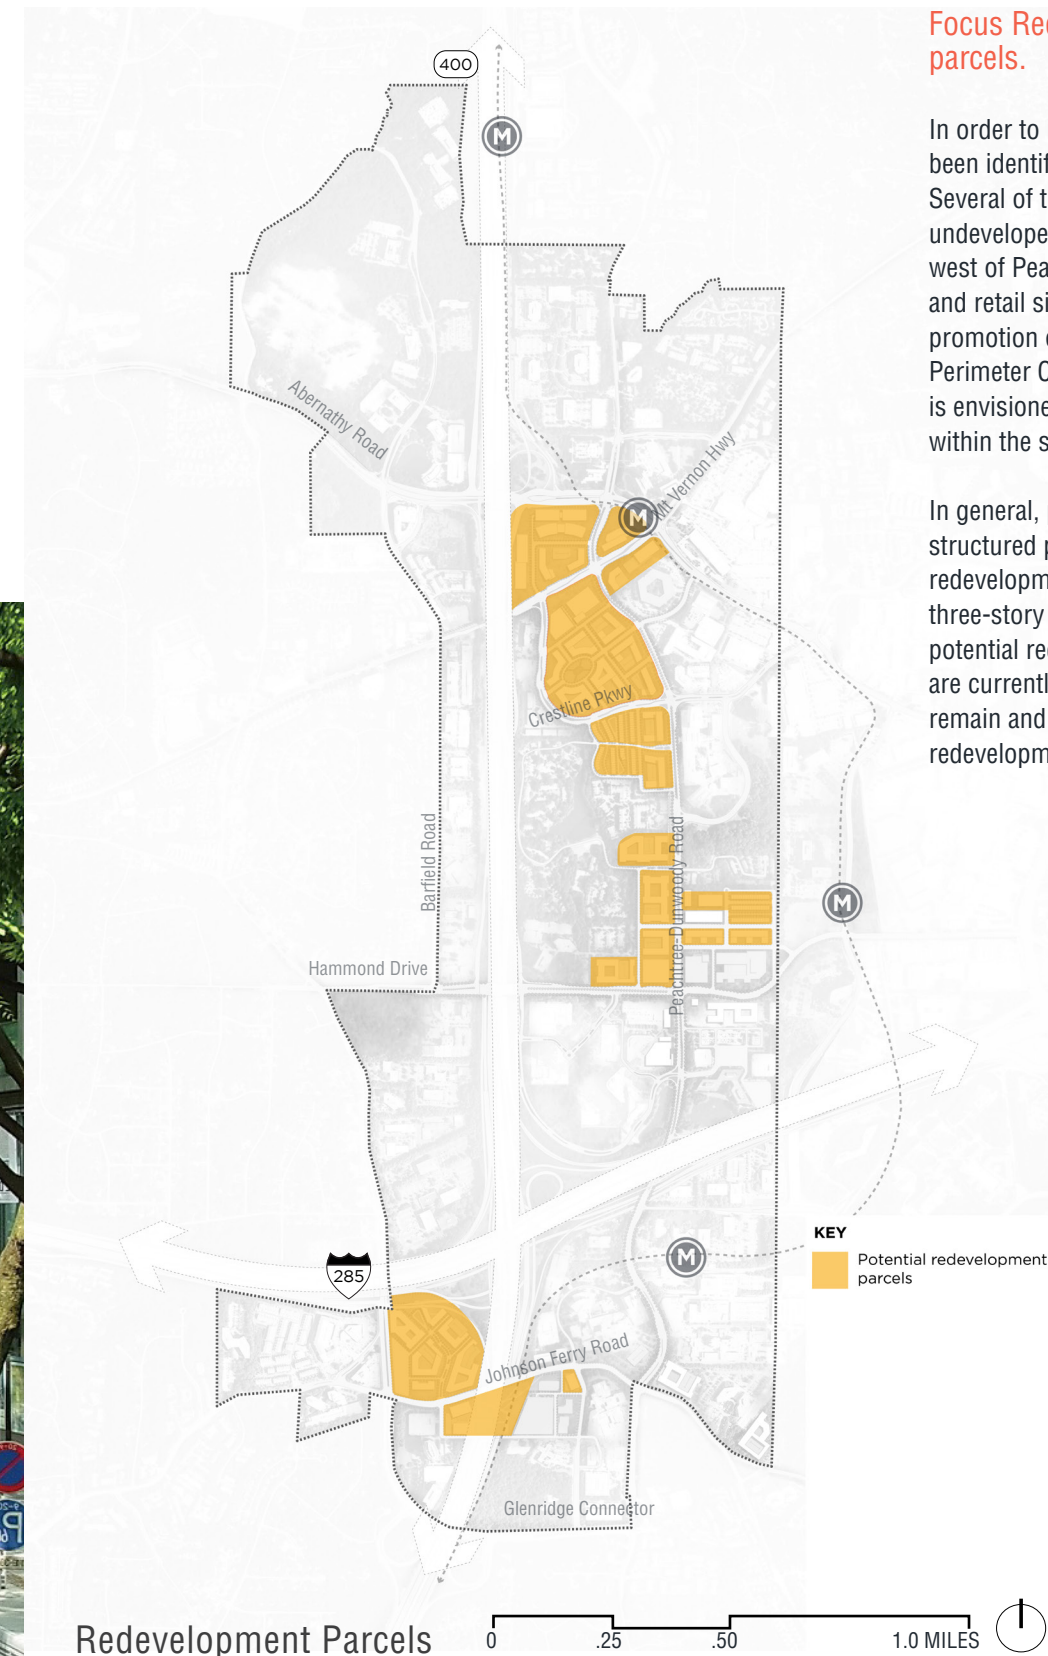 Focus Red
parcels.
In order to
been identif
Several of t
undevelope
west of Pea
and retail si
promotion o
Perimeter C
is envisione
within the s
In general,
structured p
redevelopm
three-story
potential re
are currentl
remain and
redevelopm
400
M
Abernathy Road
Mt Vernon Hwy
M
Crestline Pkwy
Barfield Road
Peachtree-Dunwoody Road
M
Hammond Drive
M
285
Johnson Ferry Road
Glenridge Connector
KEY
Potential redevelopment
parcels
Redevelopment Parcels
0 .25 .50 1.0 MILES